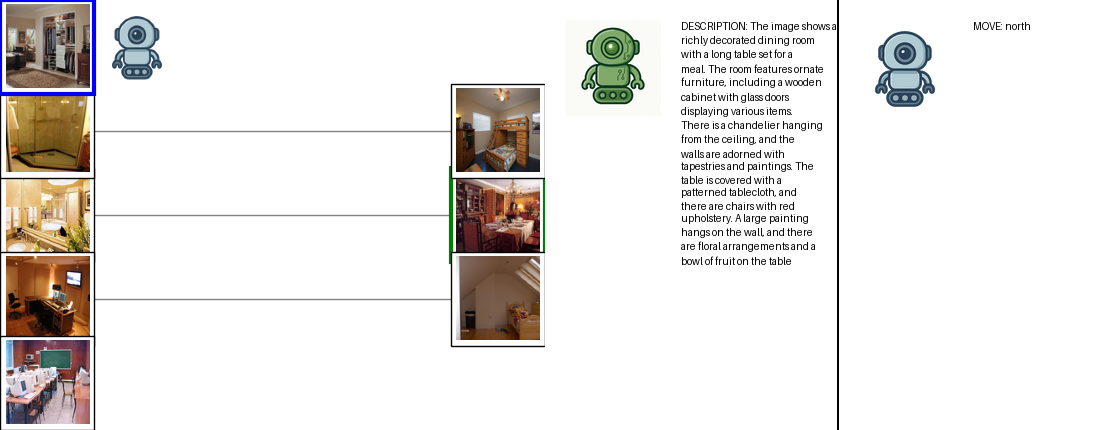 DESCRIPTION: The image shows a
richly decorated dining room
with a long table set for a
meal. The room features ornate
furniture, including a wooden
cabinet with glass doors
displaying various items.
There is a chandelier hanging
from the ceiling, and the
walls are adorned with
tapestries and paintings. The
table is covered with a
patterned tablecloth, and
there are chairs with red
upholstery. A large painting
hangs on the wall, and there
are floral arrangements and a
bowl of fruit on the table
MOVE: north